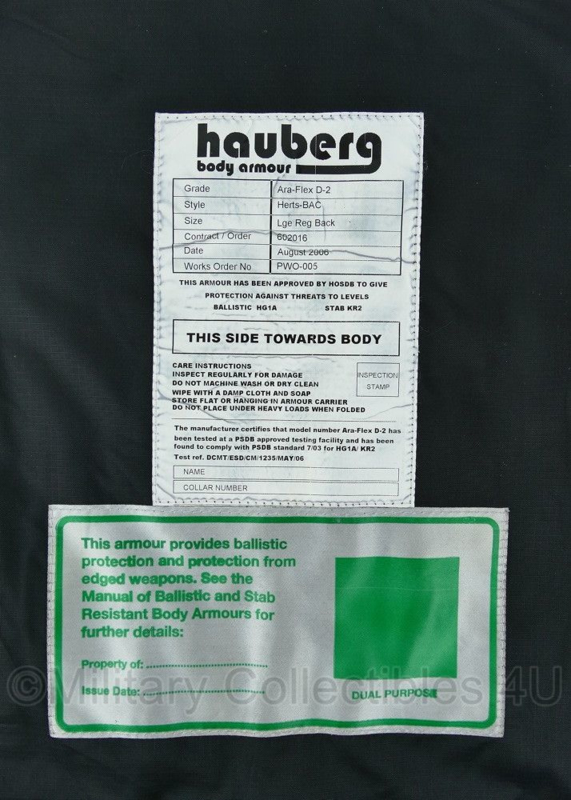 hauberg
body armour
Grade Ara-Flex D-2
Style Herts-BAC
Size Lge Reg Back
Contract / Order 602016
Date August 2006
Works Order No PWO-005
THIS ARMOUR HAS BEEN APPROVED BY HOSDB TO GIVE
PROTECTION AGAINST THREATS TO LEVELS
BALLISTIC HG1A STAB KR2
THIS SIDE TOWARDS BODY
CARE INSTRUCTIONS
INSPECT REGULARLY FOR DAMAGE
DO NOT MACHINE WASH OR DRY CLEAN
WIPE WITH A DAMP CLOTH AND SOAP
STORE FLAT OR HANGING IN ARMOUR CARRIER
DO NOT PLACE UNDER HEAVY LOADS WHEN FOLDED
INSPECTION
STAMP
The manufacturer certifies that model number Ara-Flex D-2 has
been tested at a PSDB approved testing facility and has been
found to comply with PSDB standard 7/03 for HG1A/ KR2
Test ref. DCMT/ESD/CM/1235/MAY/06
NAME
COLLAR NUMBER
This armour provides ballistic
protection and protection from
edged weapons. See the
Manual of Ballistic and Stab
Resistant Body Armours for
further details:
Property of: ................................
Issue Date: ................................
DUAL PURPOSE
©Military Collectibles 4U